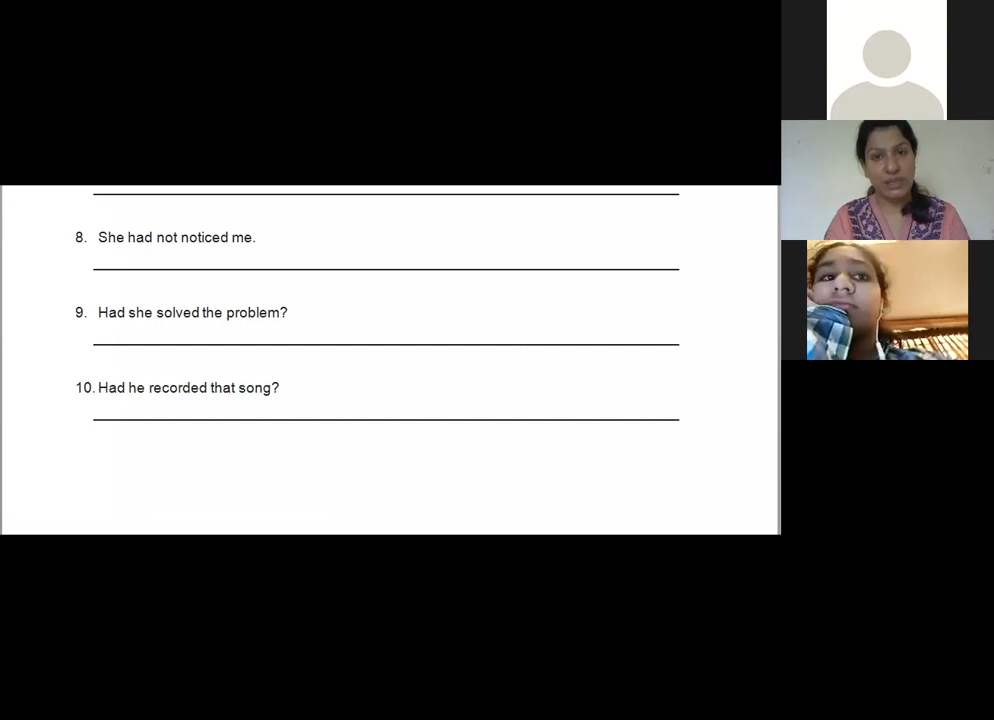 8. She had not noticed me.
9. Had she solved the problem?
10. Had he recorded that song?